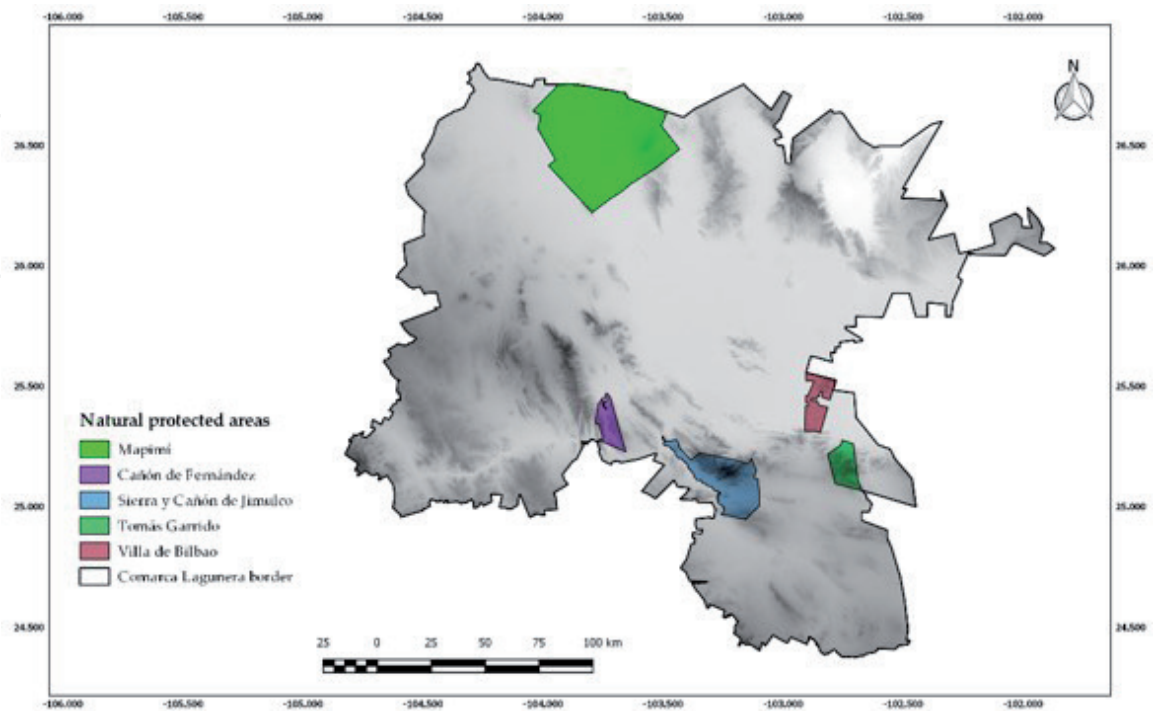 -106.000 -105.500 -105.000 -104.500 -104.000 -103.500 -103.000 -102.500 -102.000
N
26.500 26.500
26.000 26.000
25.500 25.500
Natural protected areas
Mapimí
Cañón de Fernández
Sierra y Cañón de Jimulco
Tomás Garrido
Villa de Bilbao
Comarca Lagunera border
25.000 25.000
24.500 24.500
25 0 25 50 75 100 km
-106.000 -105.500 -105.000 -104.500 -104.000 -103.500 -103.000 -102.500 -102.000